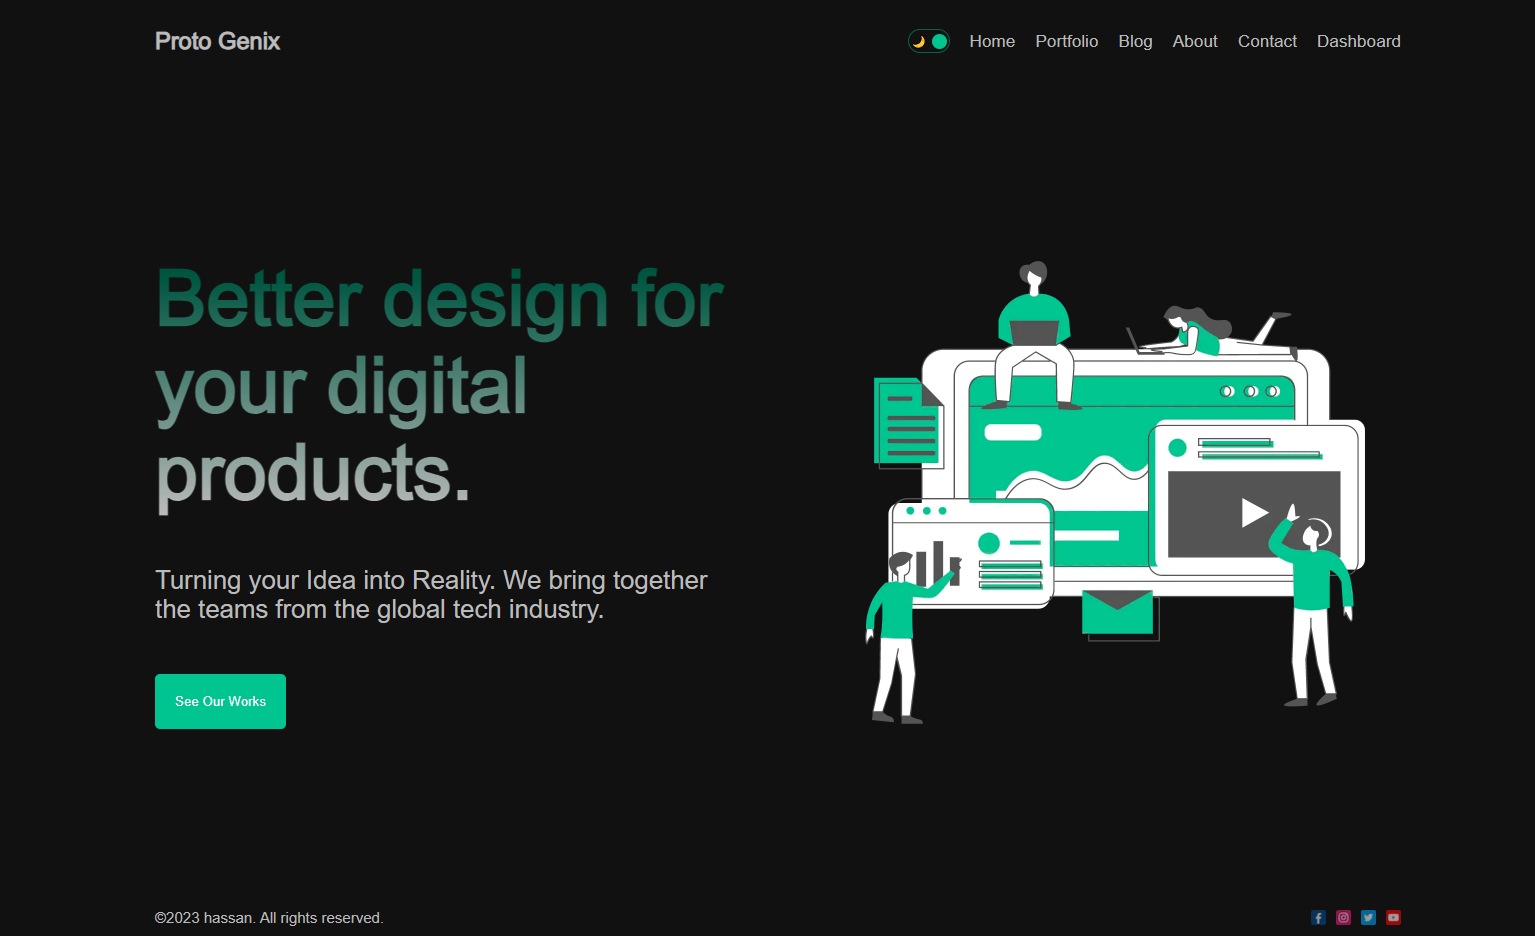 Proto Genix
Home Portfolio Blog About Contact Dashboard
Better design for
your digital
products.
Turning your Idea into Reality. We bring together
the teams from the global tech industry.
See Our Works
©2023 hassan. All rights reserved.